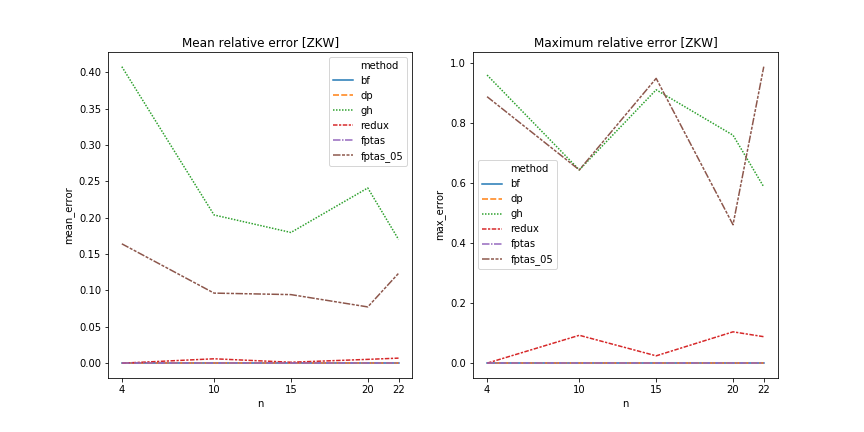 Mean relative error [ZKW]
mean_error
0.40
0.35
0.30
0.25
0.20
0.15
0.10
0.05
0.00
method
bf
dp
gh
redux
fptas
fptas_05
4
10
15
20
22
n
Maximum relative error [ZKW]
max_error
1.0
0.8
0.6
0.4
0.2
0.0
method
bf
dp
gh
redux
fptas
fptas_05
4
10
15
20
22
n